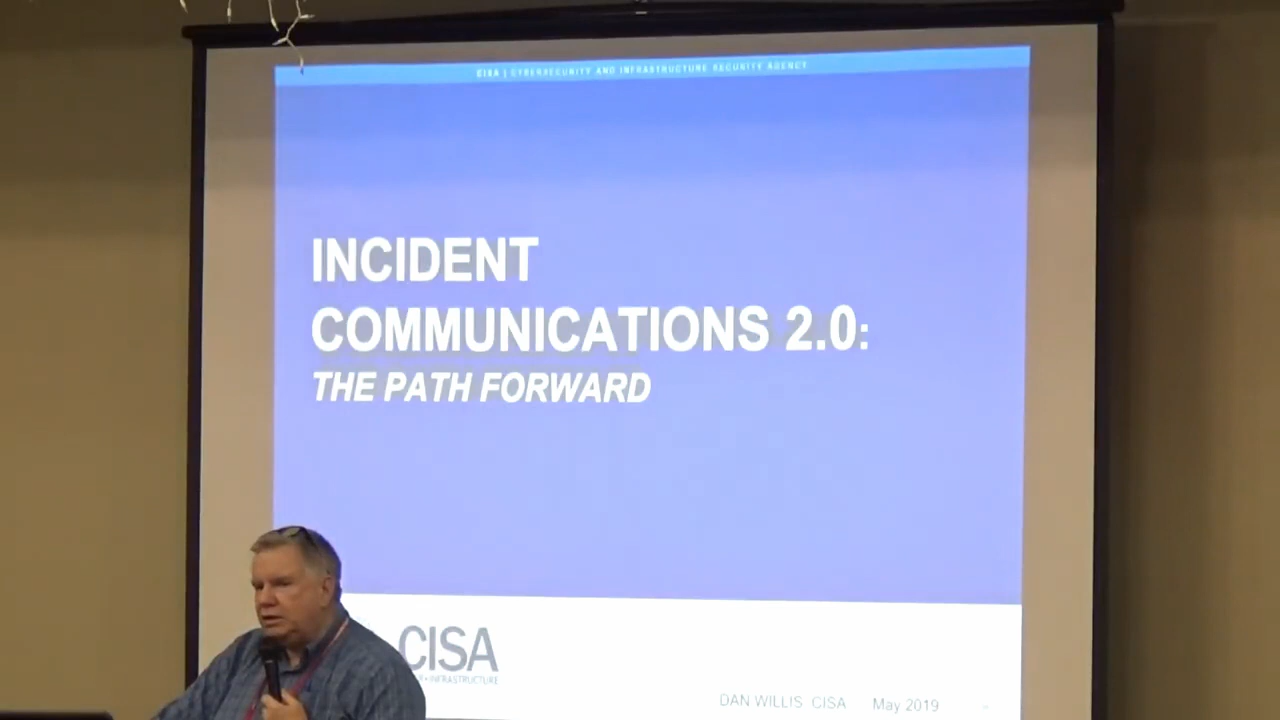 CISA | CYBERSECURITY AND INFRASTRUCTURE SECURITY AGENCY
INCIDENT
COMMUNICATIONS 2.0:
THE PATH FORWARD
CISA
INFRASTRUCTURE
DAN WILLIS CISA May 2019